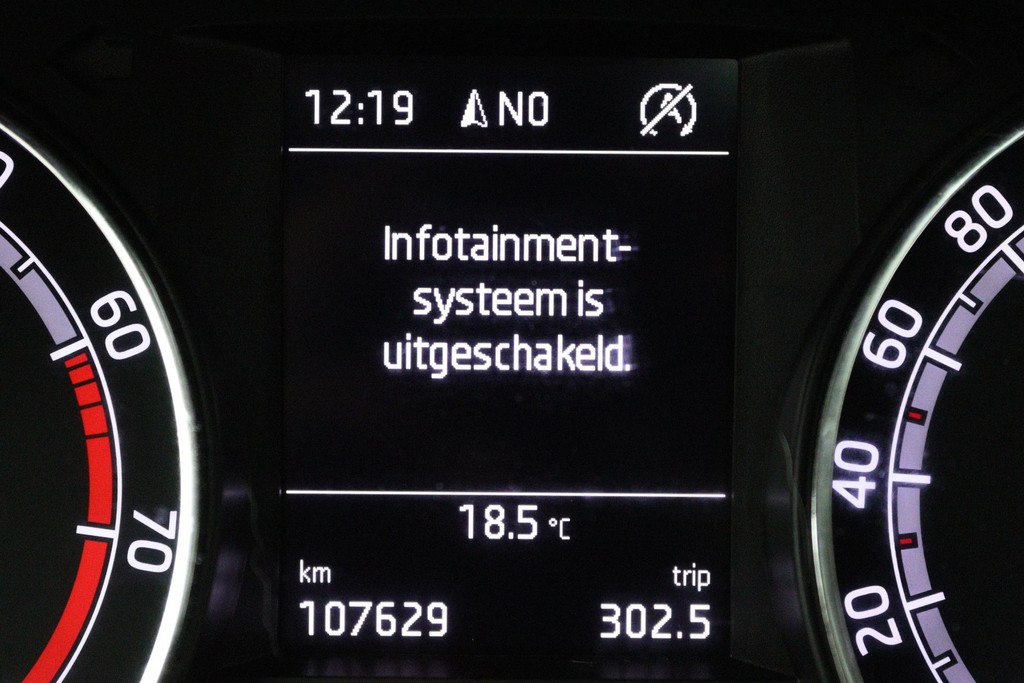 12:19 NO
Infotainment-
systeem is
uitgeschakeld.
18.5 °C
km trip
107629 302.5
60
70
80
60
40
20